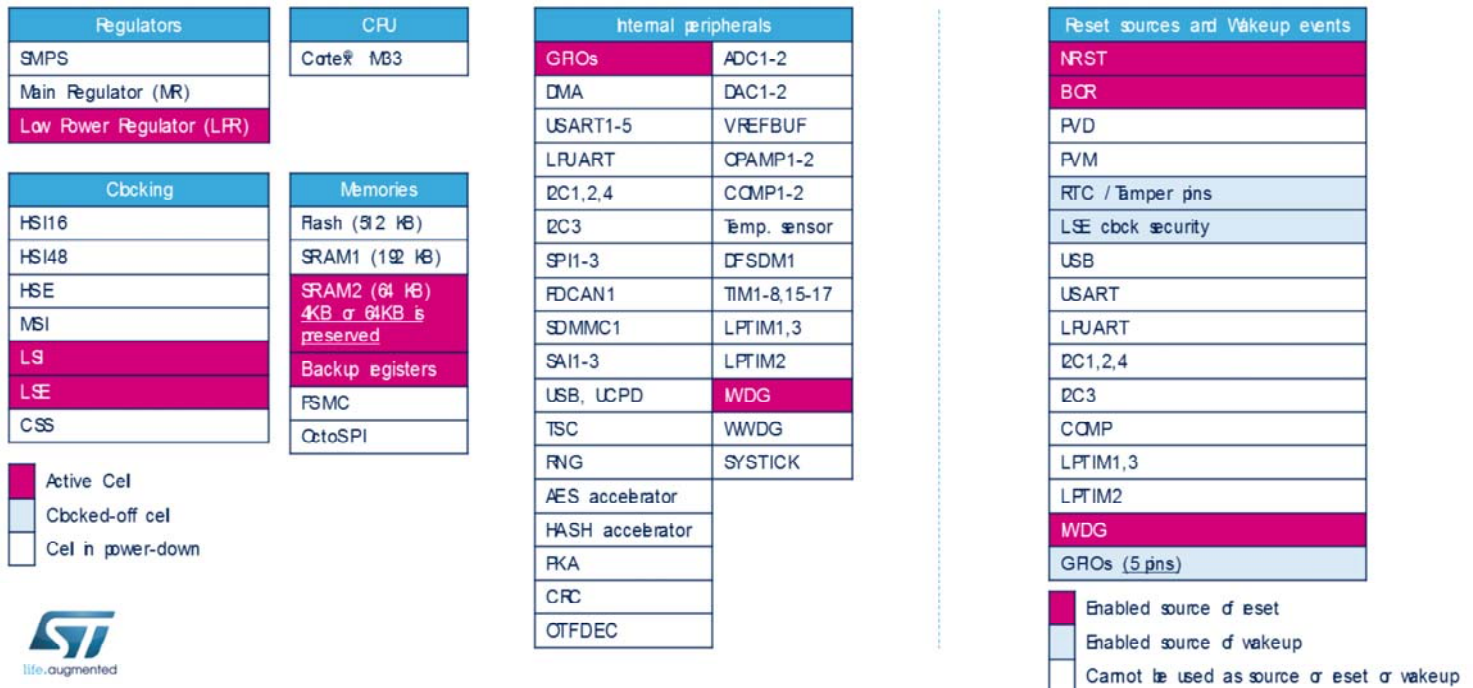 Regulators
SMPS
Main Regulator (MR)
Low Power Regulator (LPR)
CPU
Cortex® M33
Clocking
HSI16
HSI48
HSE
MSI
LSI
LSE
CSS
Memories
Flash (512 KB)
SRAM1 (192 KB)
SRAM2 (64 KB)
4KB or 64KB is
preserved
Backup registers
FSMC
OctoSPI
Active Cell
Clocked-off cell
Cell in power-down
ST
life.augmented
Internal peripherals
GPIOs
DMA
USART1-5
LPUART
I2C1,2,4
I2C3
SPI1-3
FDCAN1
SDMMC1
SAI1-3
USB, UCPD
TSC
RNG
AES accelerator
HASH accelerator
PKA
CRC
OTFDEC
ADC1-2
DAC1-2
VREFBUF
OPAMP1-2
COMP1-2
Temp. sensor
DFSDM1
TIM1-8,15-17
LPTIM1,3
LPTIM2
IWDG
WWDG
SYSTICK
Reset sources and Wakeup events
NRST
BOR
PVD
PVM
RTC / Tamper pins
LSE clock security
USB
USART
LPUART
I2C1,2,4
I2C3
COMP
LPTIM1,3
LPTIM2
IWDG
GPIOs (5 pins)
Enabled source of reset
Enabled source of wakeup
Cannot be used as source or reset or wakeup